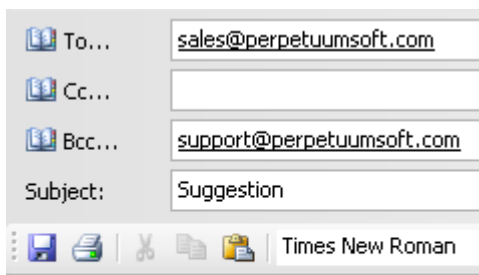 To... sales@perpetuumsoft.com
Cc...
Bcc... support@perpetuumsoft.com
Subject: Suggestion
Times New Roman